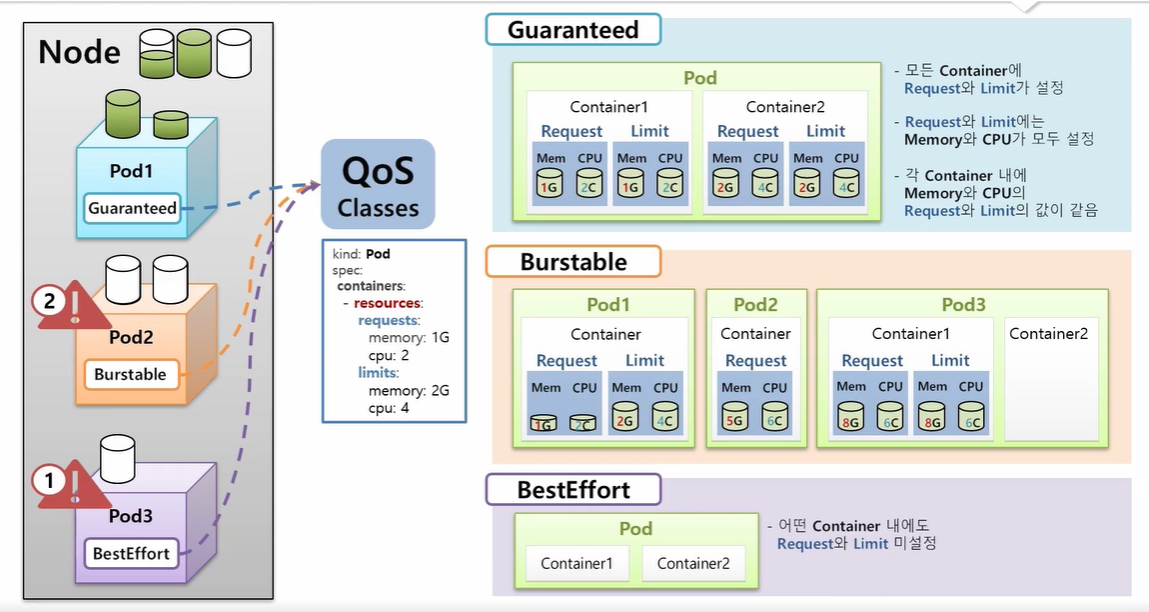 Node
Pod1
Guaranteed
2
Pod2
Burstable
1
Pod3
BestEffort
QoS
Classes
kind: Pod
spec:
containers:
- resources:
requests:
memory: 1G
cpu: 2
limits:
memory: 2G
cpu: 4
Guaranteed
Pod
Container1
Container2
Request Limit
Request Limit
Mem CPU Mem CPU
Mem CPU Mem CPU
1G 2C 1G 2C
2G 4C 2G 4C
- 모든 Container에
Request와 Limit가 설정
- Request와 Limit에는
Memory와 CPU가 모두 설정
- 각 Container 내에
Memory와 CPU의
Request와 Limit의 값이 같음
Burstable
Pod1
Container
Request Limit
Mem CPU Mem CPU
1G 2C 2G 4C
Pod2
Container
Request
Mem CPU
5G 6C
Pod3
Container1
Container2
Request Limit
Mem CPU Mem CPU
8G 6C 8G 6C
BestEffort
Pod
Container1
Container2
- 어떤 Container 내에도
Request와 Limit 미설정